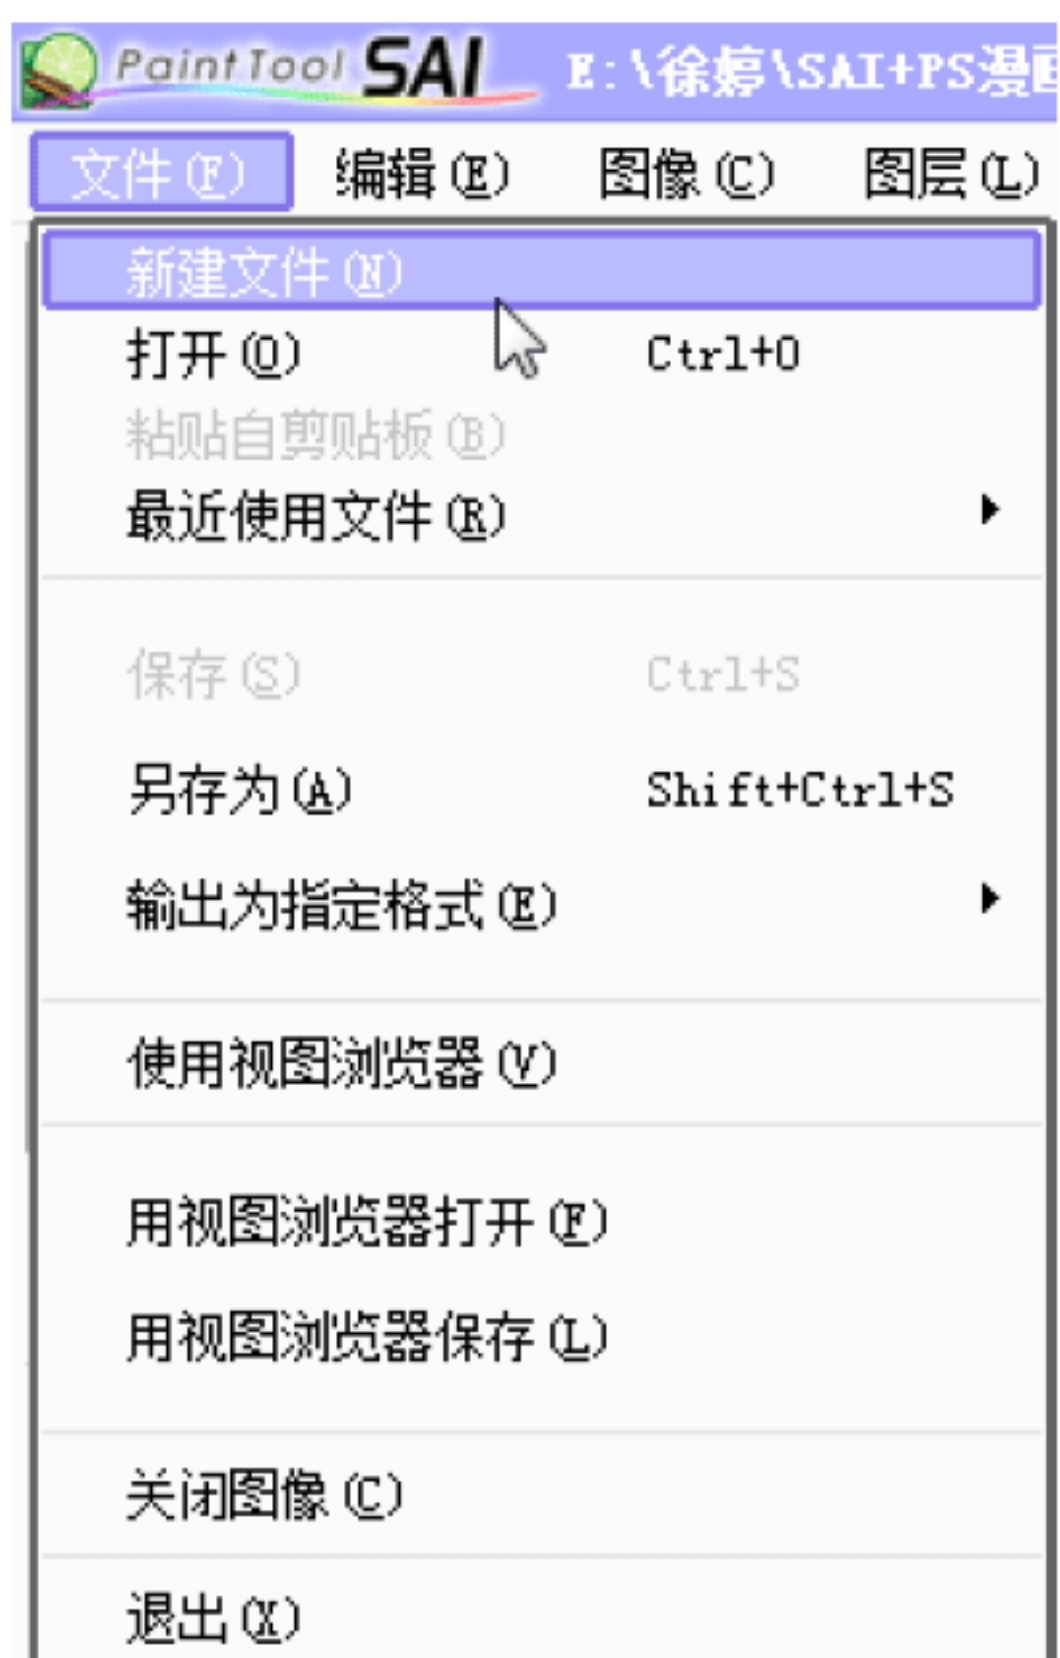 PaintTool SAI E:\徐婷\SAI+PS漫画
文件(F) 编辑(E) 图像(C) 图层(L)
新建文件(N)
打开(O) Ctrl+O
粘贴自剪贴板(B)
最近使用文件(R)
保存(S) Ctrl+S
另存为(A) Shift+Ctrl+S
输出为指定格式(E)
使用视图浏览器(V)
用视图浏览器打开(F)
用视图浏览器保存(L)
关闭图像(C)
退出(X)